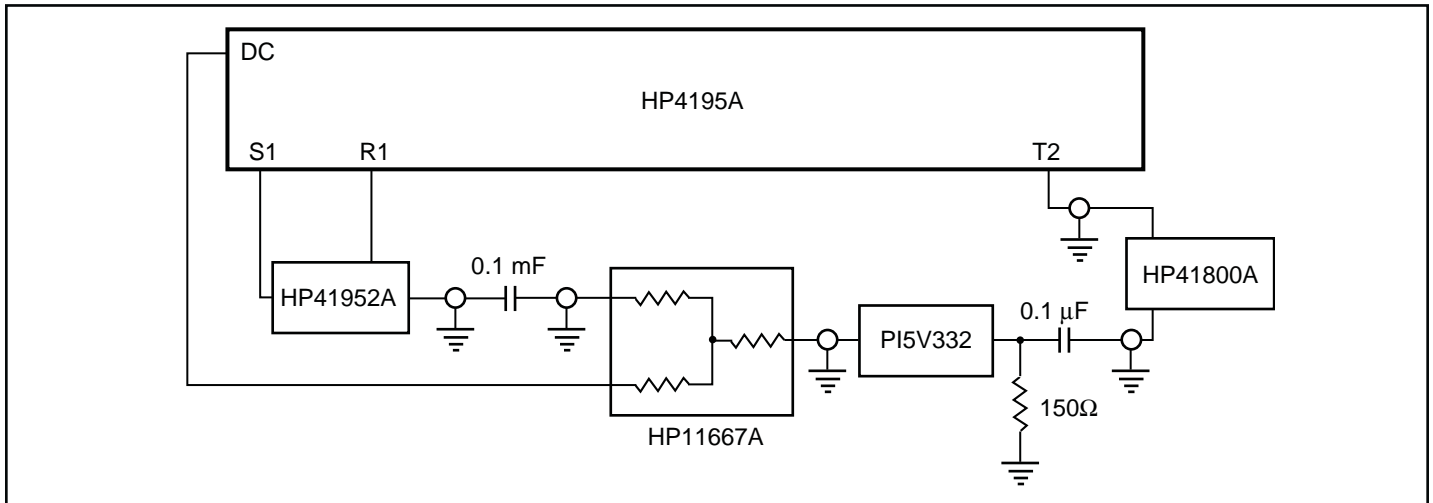 DC
HP4195A
S1 R1 T2
HP41952A
0.1 mF
HP11667A
PI5V332
0.1 μF
HP41800A
150Ω